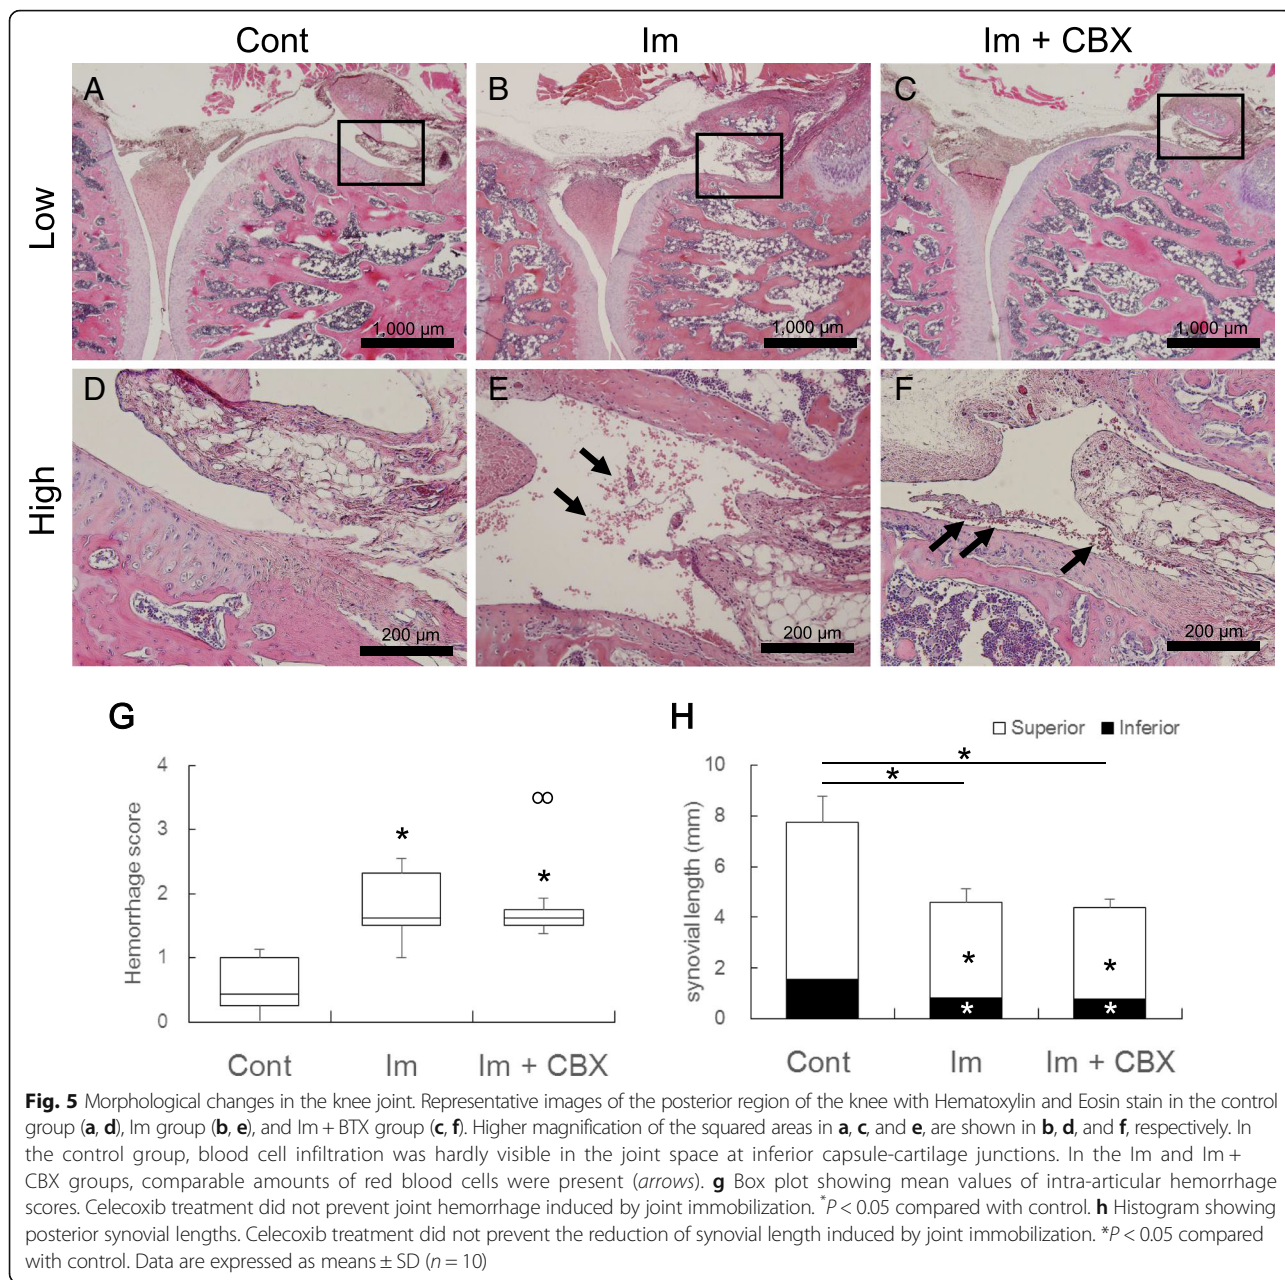 Cont Im Im + CBX
Low
A B C
1,000 µm 1,000 µm 1,000 µm
High
D E F
200 µm 200 µm 200 µm
G
Hemorrhage score
4
3
2
1
0
∞
*
*
Cont Im Im + CBX
H
Superior Inferior
synovial length (mm)
10
8
6
4
2
0
*
*
* *
* *
Cont Im Im + CBX
Fig. 5 Morphological changes in the knee joint. Representative images of the posterior region of the knee with Hematoxylin and Eosin stain in the control
group (a, d), Im group (b, e), and Im + BTX group (c, f). Higher magnification of the squared areas in a, c, and e, are shown in b, d, and f, respectively. In
the control group, blood cell infiltration was hardly visible in the joint space at inferior capsule-cartilage junctions. In the Im and Im +
CBX groups, comparable amounts of red blood cells were present (arrows). g Box plot showing mean values of intra-articular hemorrhage
scores. Celecoxib treatment did not prevent joint hemorrhage induced by joint immobilization. *P < 0.05 compared with control. h Histogram showing
posterior synovial lengths. Celecoxib treatment did not prevent the reduction of synovial length induced by joint immobilization. *P < 0.05 compared
with control. Data are expressed as means ± SD (n = 10)